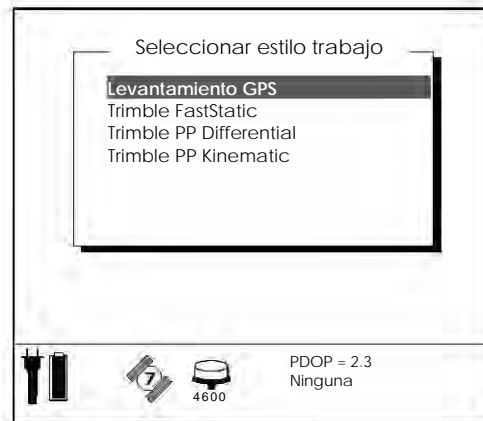 Seleccionar estilo trabajo
Levantamiento GPS
Trimble FastStatic
Trimble PP Differential
Trimble PP Kinematic
7
4600
PDOP = 2.3
Ninguna